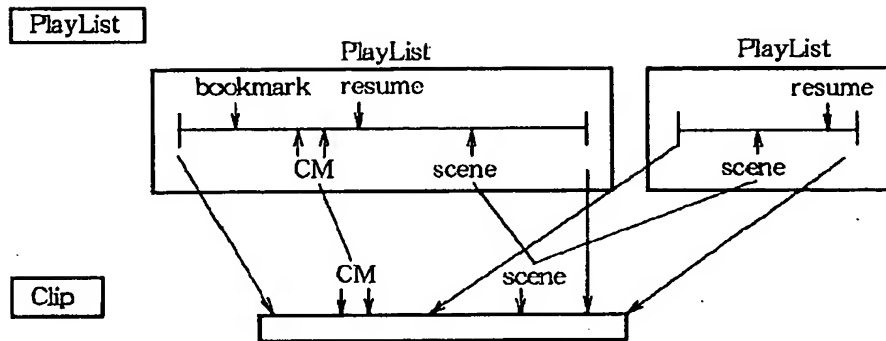 PlayList
PlayList
PlayList
bookmark resume
resume
CM
scene
scene
CM
scene
Clip